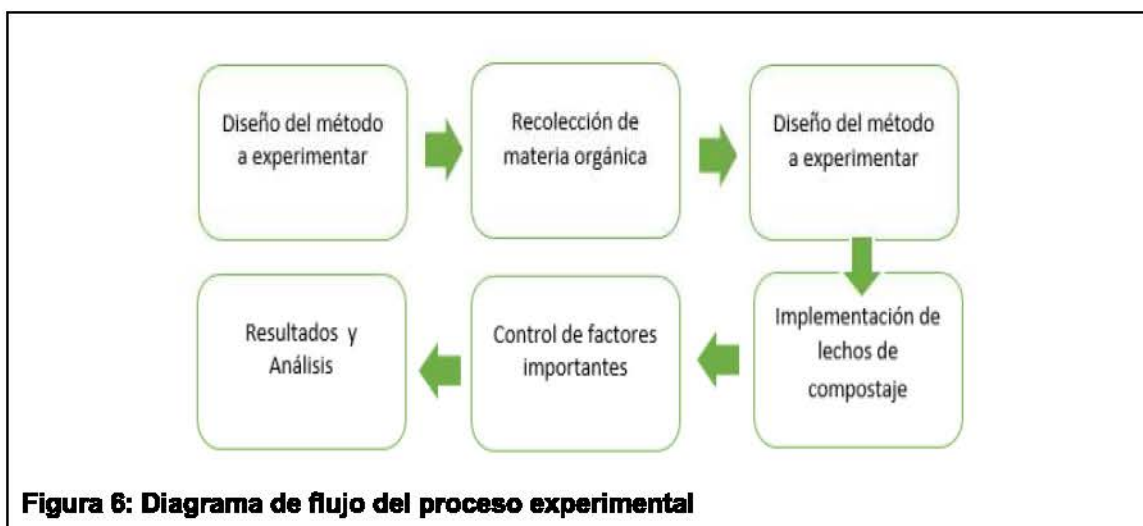 Diseño del método
a experimentar
Recolección de
materia orgánica
Diseño del método
a experimentar
Implementación de
lechos de
compostaje
Control de factores
importantes
Resultados y
Análisis
Figura 6: Diagrama de flujo del proceso experimental